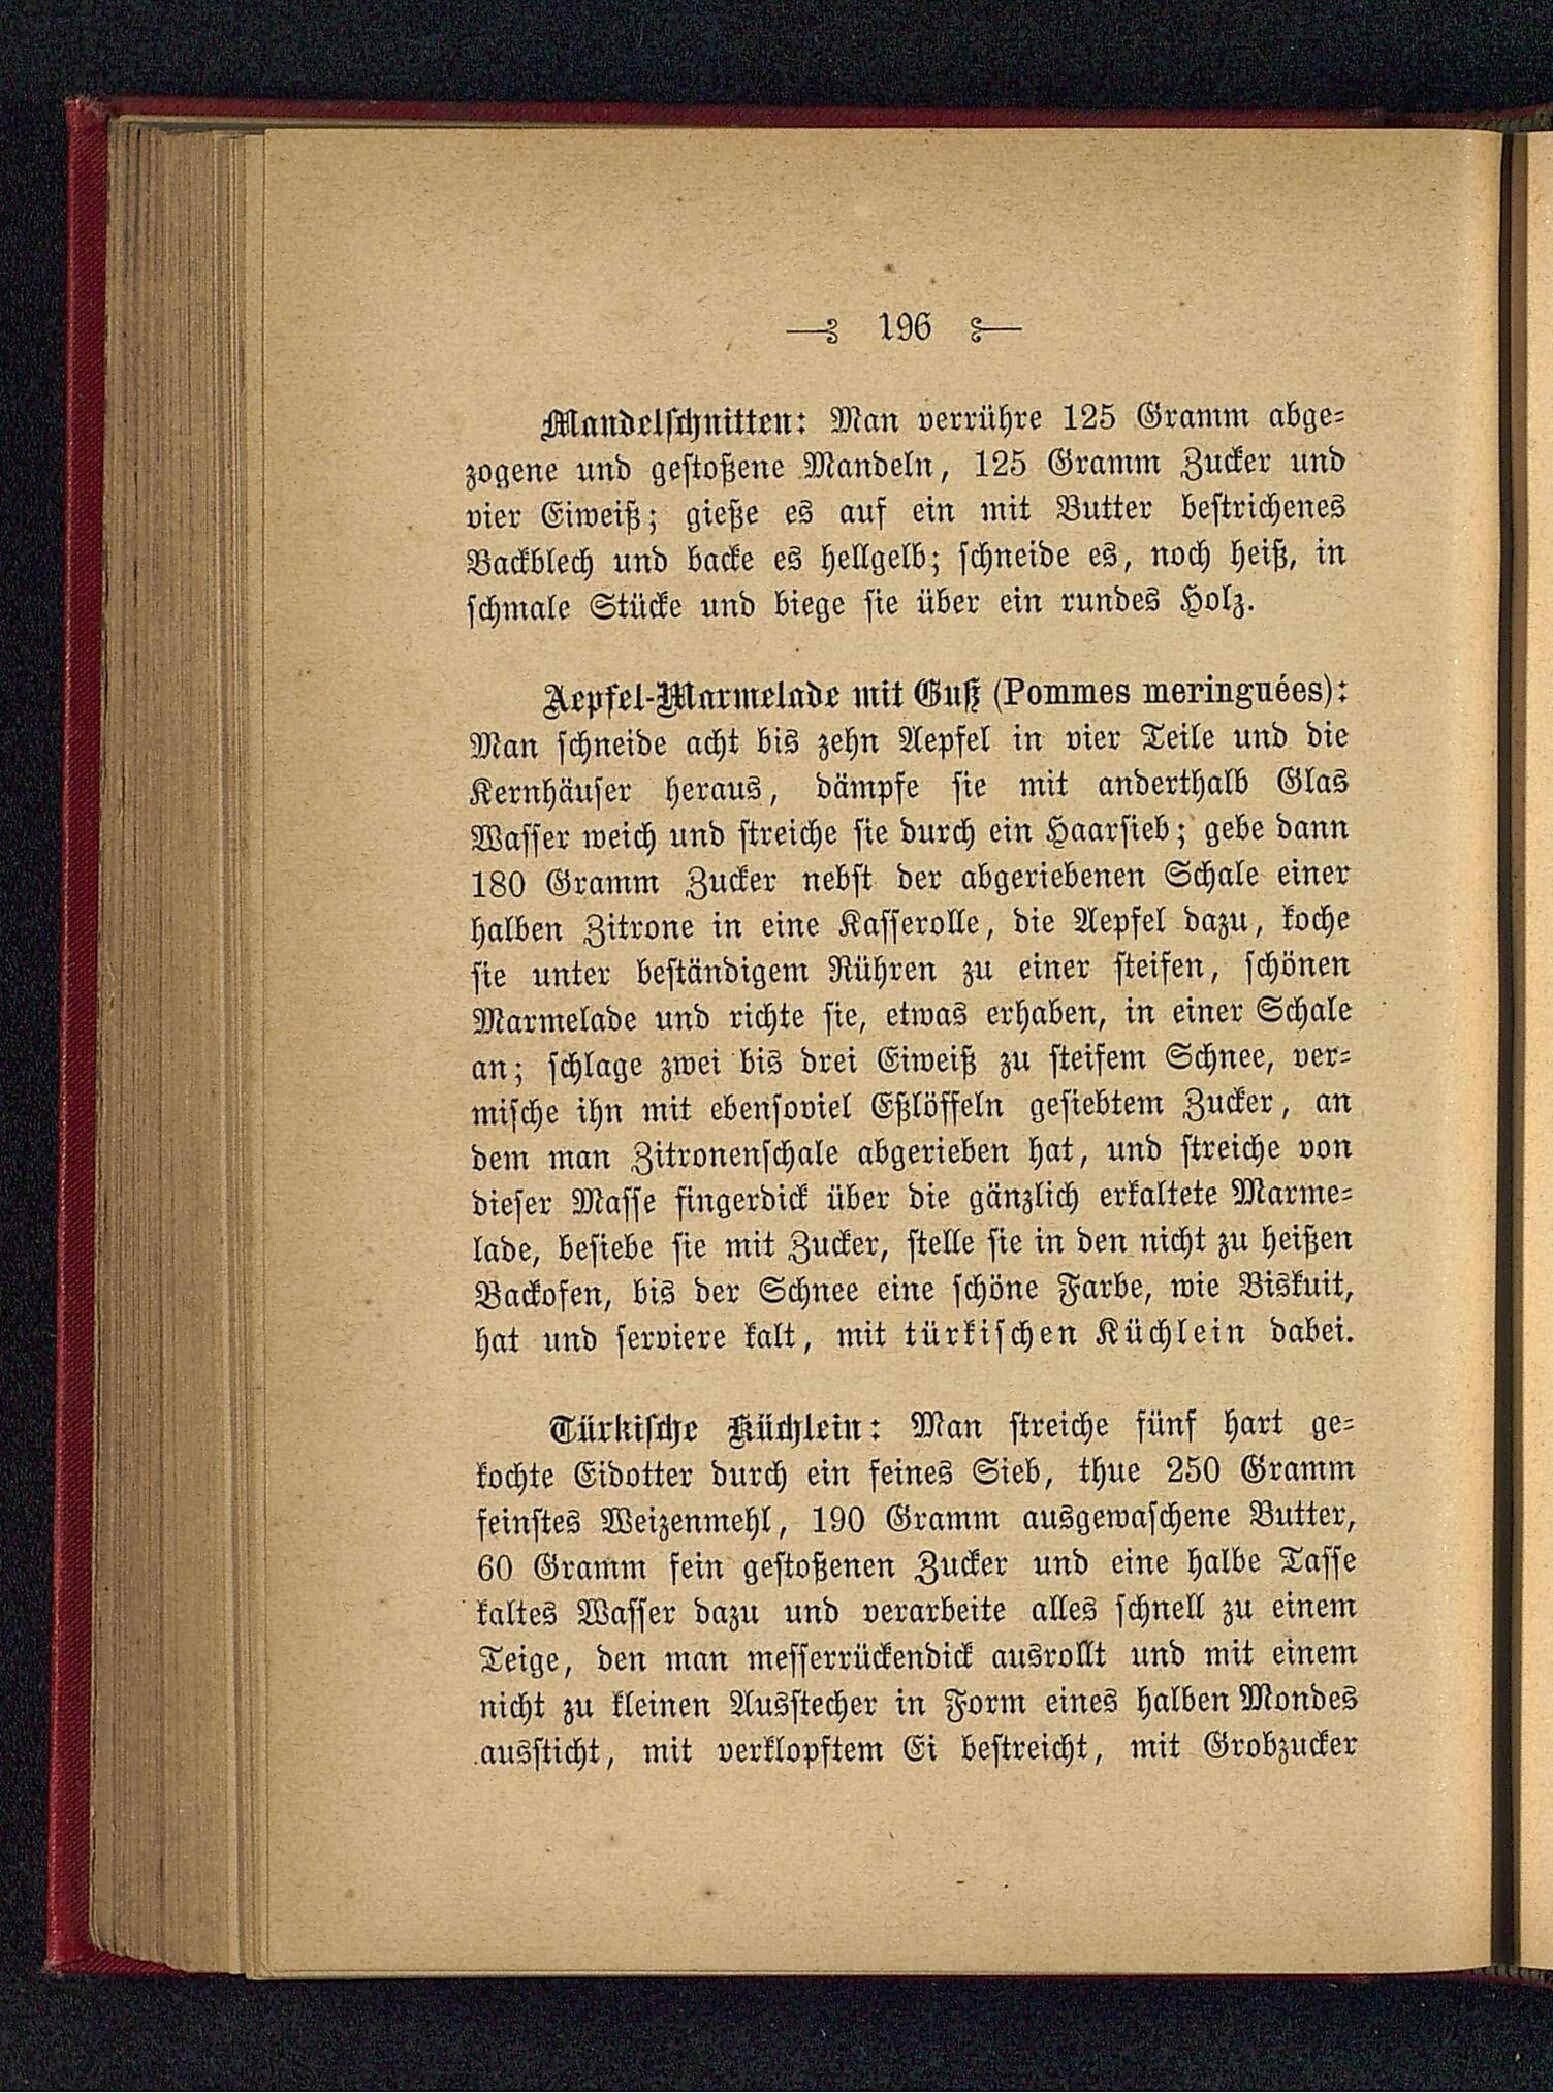 196
Mandelschnitten: Man verrühre 125 Gramm abge-
zogene und gestoßene Mandeln, 125 Gramm Zucker und
vier Eiweiß; gieße es auf ein mit Butter bestrichenes
Backblech und backe es hellgelb; schneide es, noch heiß, in
schmale Stücke und biege sie über ein rundes Holz.
Aepfel-Marmelade mit Guß (Pommes meringuées):
Man schneide acht bis zehn Aepfel in vier Teile und die
Kernhäuser heraus, dämpfe sie mit anderthalb Glas
Wasser weich und streiche sie durch ein Haarsieb; gebe dann
180 Gramm Zucker nebst der abgeriebenen Schale einer
halben Zitrone in eine Kasserolle, die Aepfel dazu, koche
sie unter beständigem Rühren zu einer steifen, schönen
Marmelade und richte sie, etwas erhaben, in einer Schale
an; schlage zwei bis drei Eiweiß zu steifem Schnee, ver-
mische ihn mit ebensoviel Eßlöffeln gesiebtem Zucker, an
dem man Zitronenschale abgerieben hat, und streiche von
dieser Masse fingerdick über die gänzlich erkaltete Marme-
lade, besiebe sie mit Zucker, stelle sie in den nicht zu heißen
Backofen, bis der Schnee eine schöne Farbe, wie Biskuit,
hat und serviere kalt, mit türkischen Küchlein dabei.
Türkische Küchlein: Man streiche fünf hart ge-
kochte Eidotter durch ein feines Sieb, thue 250 Gramm
feinstes Weizenmehl, 190 Gramm ausgewaschene Butter,
60 Gramm fein gestoßenen Zucker und eine halbe Tasse
kaltes Wasser dazu und verarbeite alles schnell zu einem
Teige, den man messerrückendick ausrollt und mit einem
nicht zu kleinen Ausstecher in Form eines halben Mondes
aussticht, mit verklopftem Ei bestreicht, mit Grobzucker